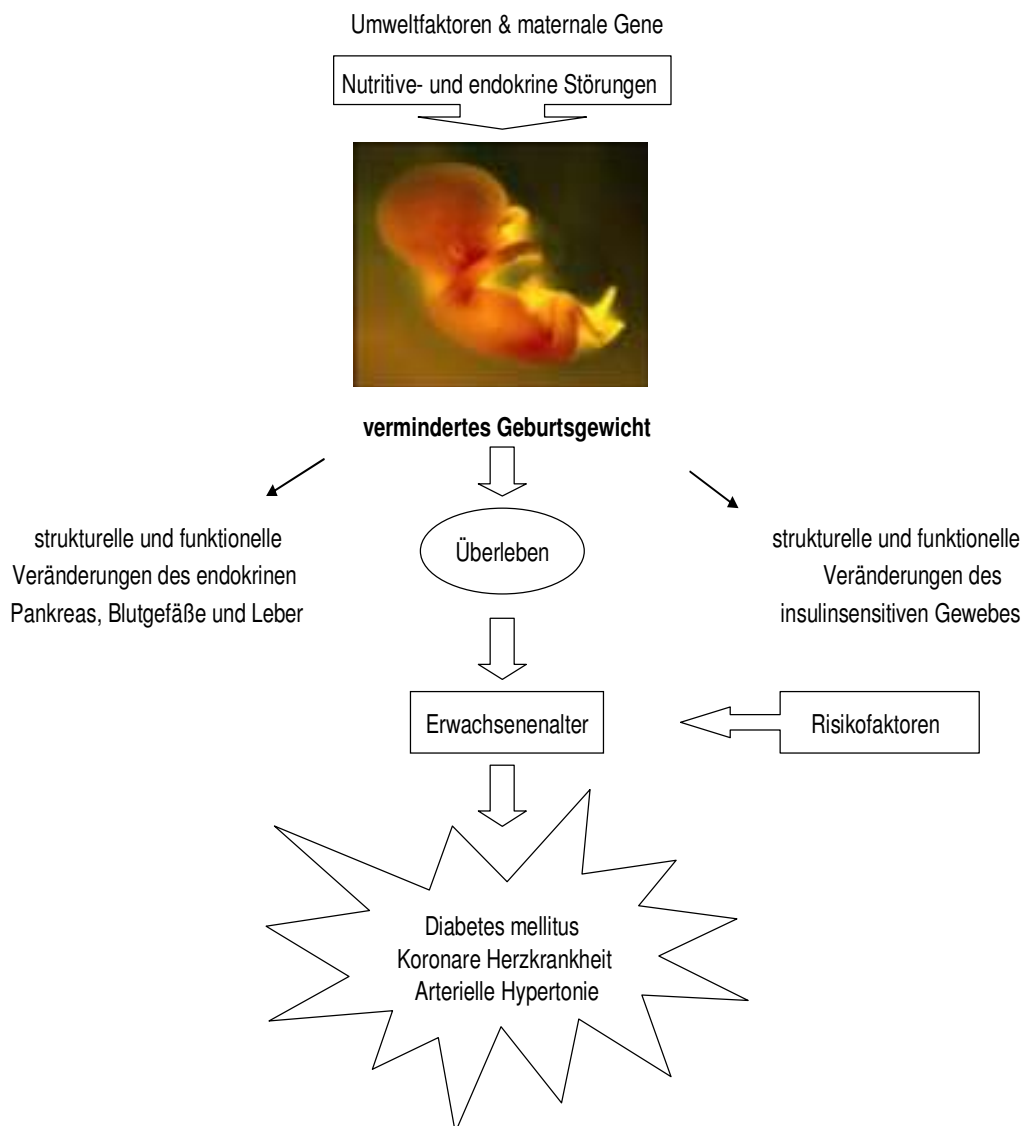 Umweltfaktoren & maternale Gene
Nutritive- und endokrine Störungen
vermindertes Geburtsgewicht
strukturelle und funktionelle
Veränderungen des endokrinen
Pankreas, Blutgefäße und Leber
Überleben
strukturelle und funktionelle
Veränderungen des
insulinsensitiven Gewebes
Erwachsenenalter
Risikofaktoren
Diabetes mellitus
Koronare Herzkrankheit
Arterielle Hypertonie